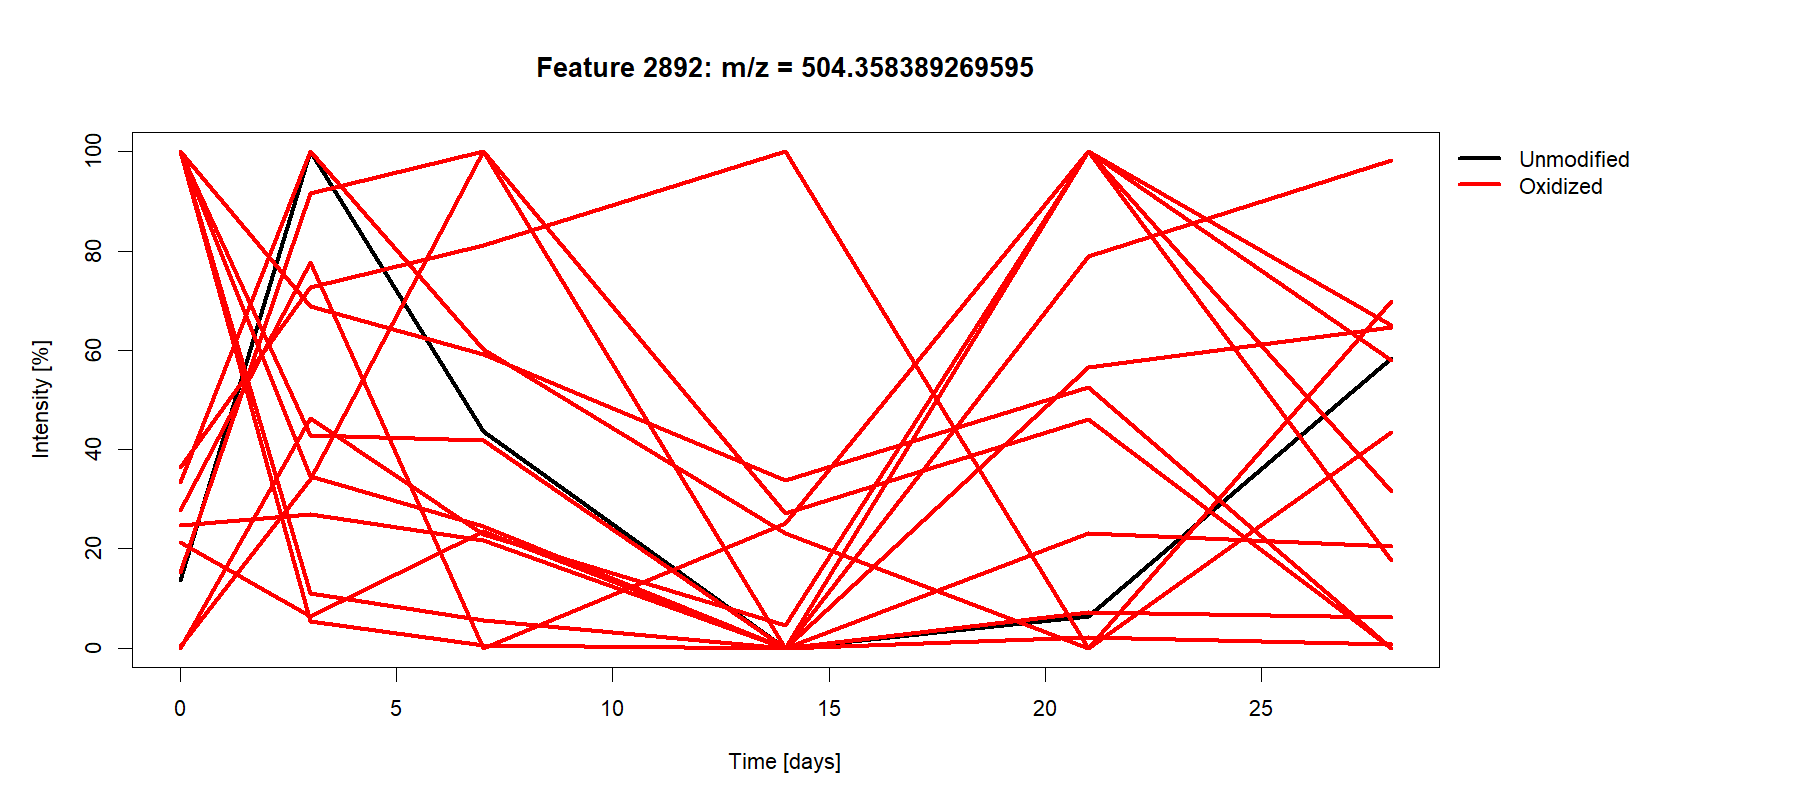 Feature 2892: m/z = 504.358389269595
Unmodified
Oxidized
Intensity [%]
100
80
60
40
20
0
0 5 10 15 20 25
Time [days]